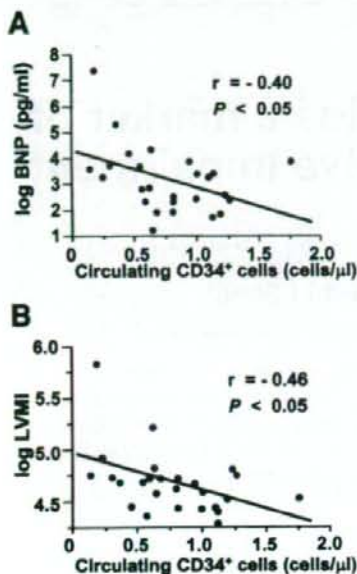 A
log BNP (pg/ml)
8
7
6
5
4
3
2
1
r = - 0.40
P < 0.05
0 0.5 1.0 1.5 2.0
Circulating CD34⁺ cells (cells/μl)
B
log LVMI
6.0
5.5
5.0
4.5
r = - 0.46
P < 0.05
0 0.5 1.0 1.5 2.0
Circulating CD34⁺ cells (cells/μl)